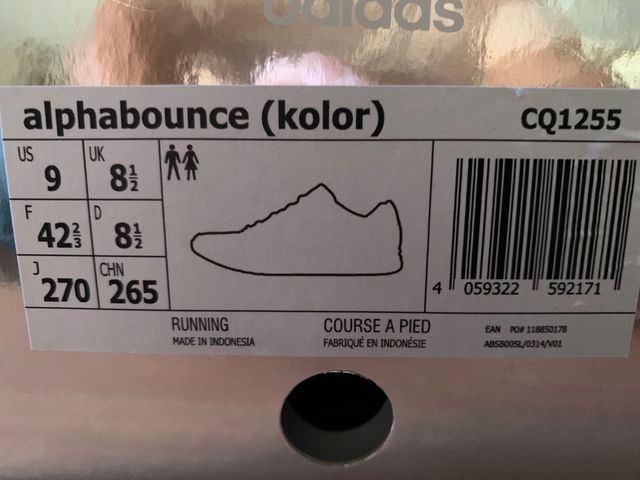 adidas
alphabounce (kolor) CQ1255
US 9 UK 8½
F 42⅔ D 8½
J 270 CHN 265
4 059322 592171
RUNNING COURSE A PIED
MADE IN INDONESIA FABRIQUÉ EN INDONÉSIE
EAN PO# 118850178
ABSB00SL/0314/V01